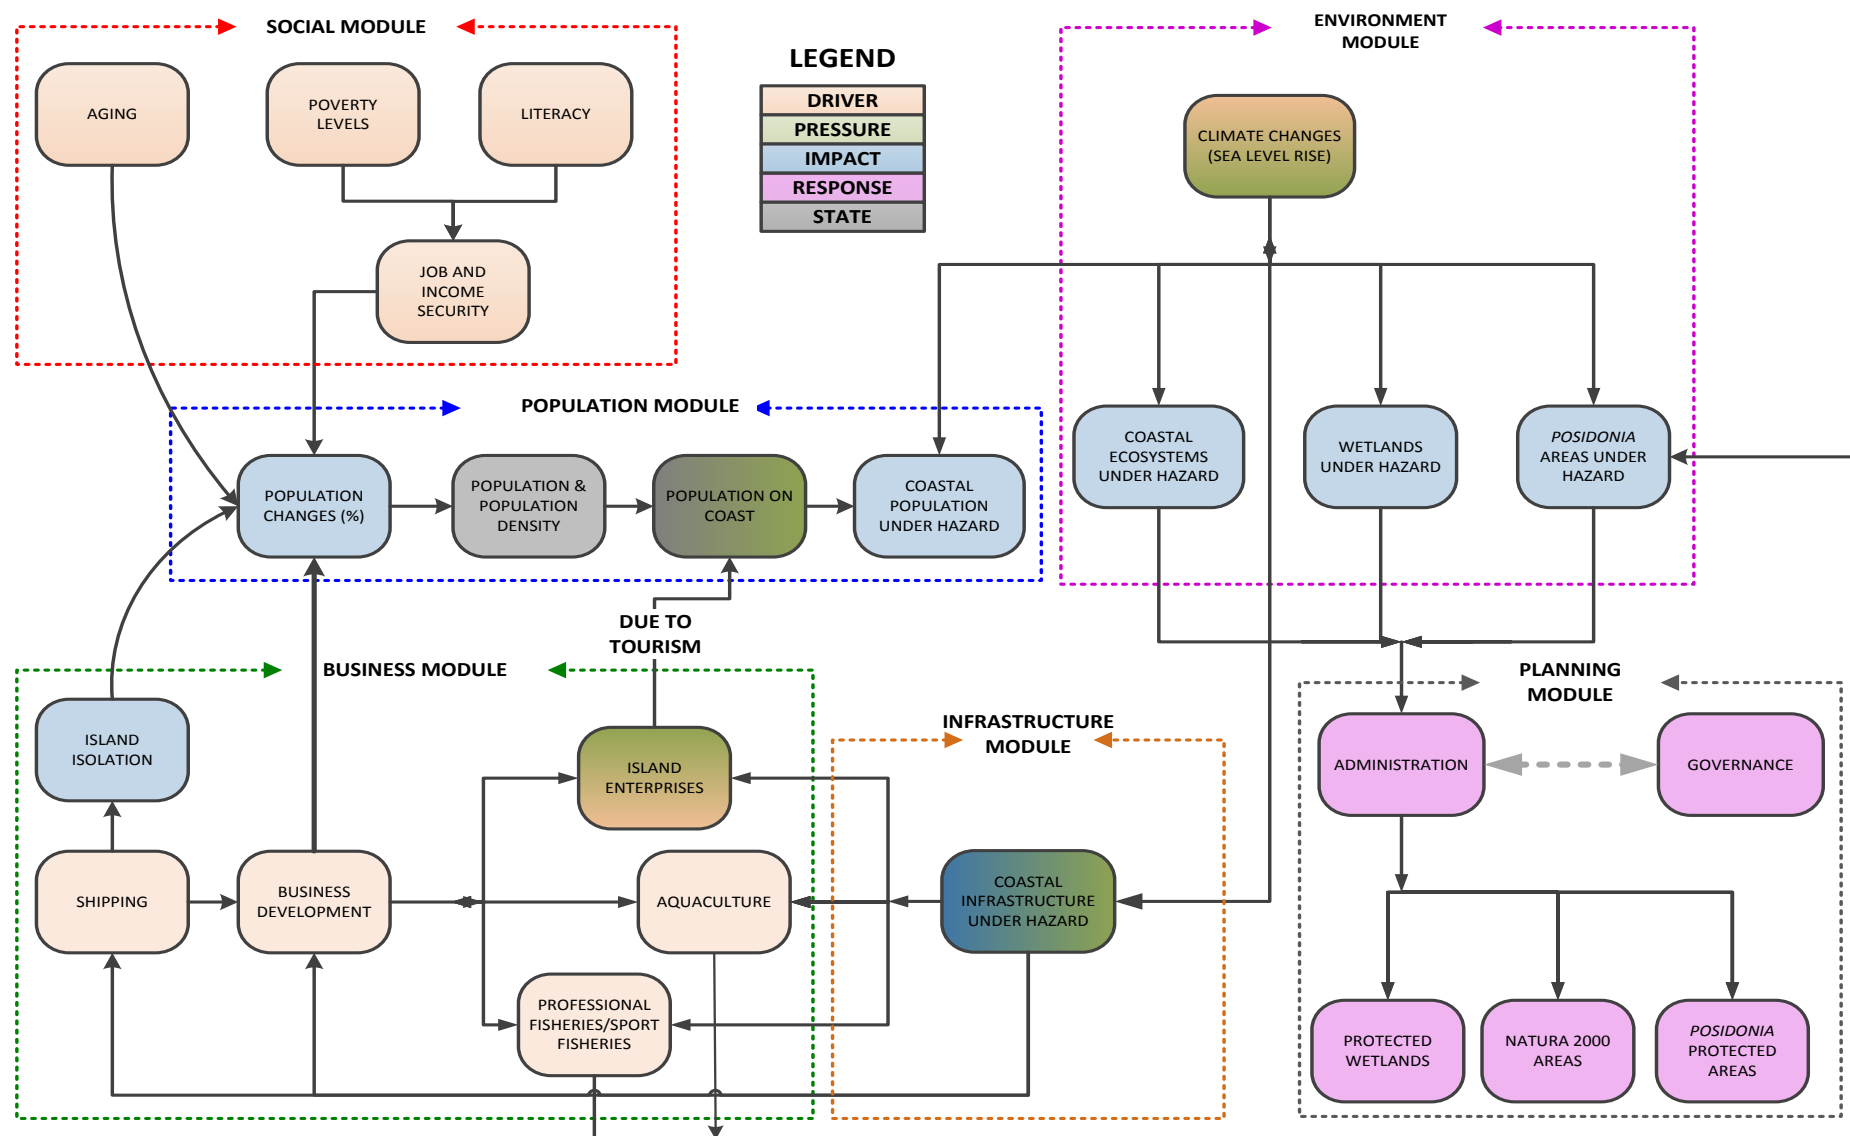 SOCIAL MODULE
AGING
POVERTY
LEVELS
LITERACY
JOB AND
INCOME
SECURITY
LEGEND
DRIVER
PRESSURE
IMPACT
RESPONSE
STATE
ENVIRONMENT
MODULE
CLIMATE CHANGES
(SEA LEVEL RISE)
COASTAL
ECOSYSTEMS
UNDER HAZARD
WETLANDS
UNDER HAZARD
POSIDONIA
AREAS UNDER
HAZARD
POPULATION MODULE
POPULATION
CHANGES (%)
POPULATION &
POPULATION
DENSITY
POPULATION ON
COAST
COASTAL
POPULATION
UNDER HAZARD
DUE TO
TOURISM
BUSINESS MODULE
ISLAND
ISOLATION
SHIPPING
BUSINESS
DEVELOPMENT
ISLAND
ENTERPRISES
AQUACULTURE
PROFESSIONAL
FISHERIES/SPORT
FISHERIES
INFRASTRUCTURE
MODULE
COASTAL
INFRASTRUCTURE
UNDER HAZARD
PLANNING
MODULE
ADMINISTRATION
GOVERNANCE
PROTECTED
WETLANDS
NATURA 2000
AREAS
POSIDONIA
PROTECTED
AREAS